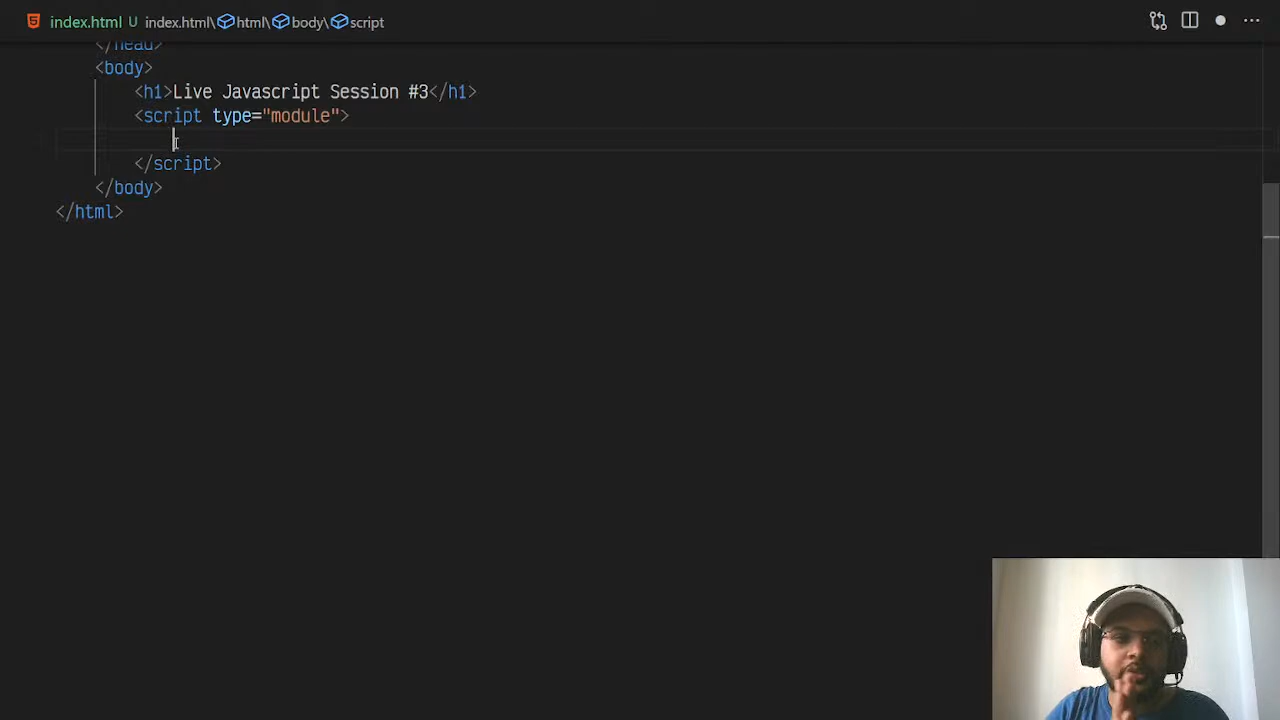 index.html U index.html\html\body\script
</head>
<body>
<h1>Live Javascript Session #3</h1>
<script type="module">
</script>
</body>
</html>